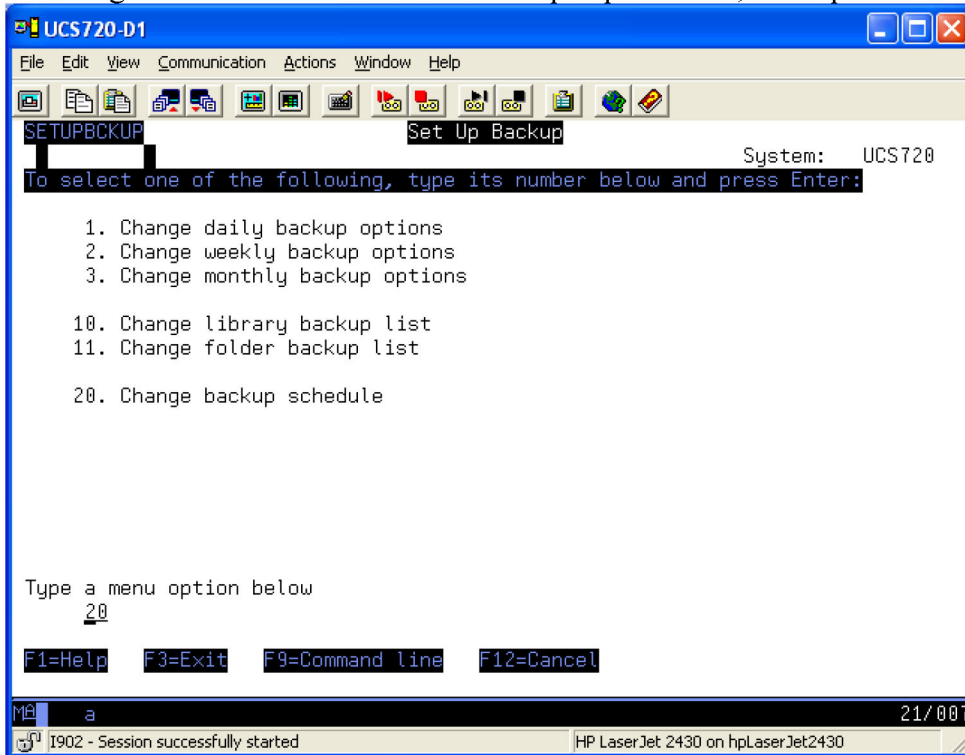 UCS720-D1
File Edit View Communication Actions Window Help
SETUPBCKUP Set Up Backup
System: UCS720
To select one of the following, type its number below and press Enter:
1. Change daily backup options
2. Change weekly backup options
3. Change monthly backup options
10. Change library backup list
11. Change folder backup list
20. Change backup schedule
Type a menu option below
20
F1=Help F3=Exit F9=Command line F12=Cancel
MA a 21/007
I902 - Session successfully started HP LaserJet 2430 on hpLaserJet2430